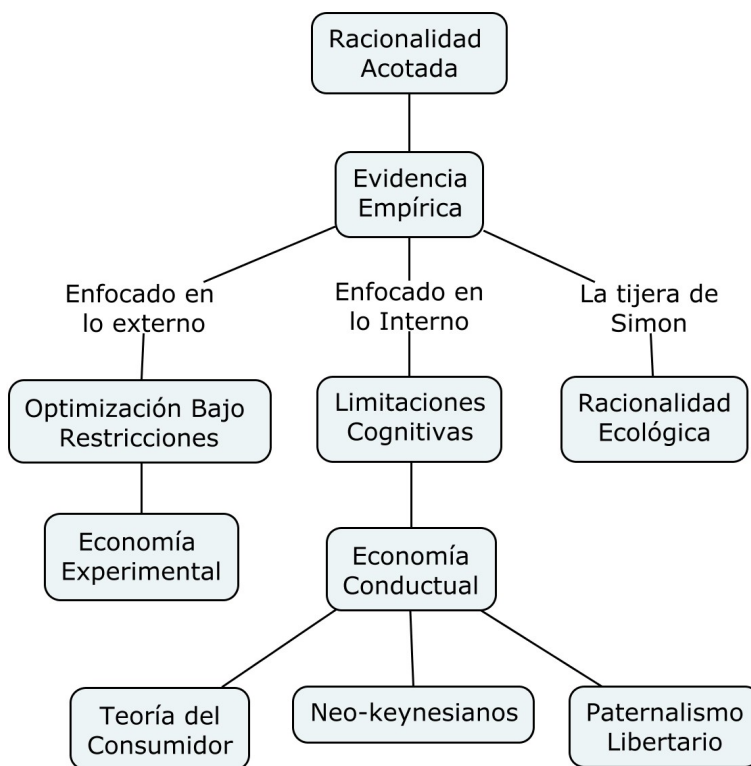 Racionalidad
Acotada
Evidencia
Empírica
Enfocado en
lo externo
Enfocado en
lo Interno
La tijera de
Simon
Optimización Bajo
Restricciones
Limitaciones
Cognitivas
Racionalidad
Ecológica
Economía
Experimental
Economía
Conductual
Teoría del
Consumidor
Neo-keynesianos
Paternalismo
Libertario